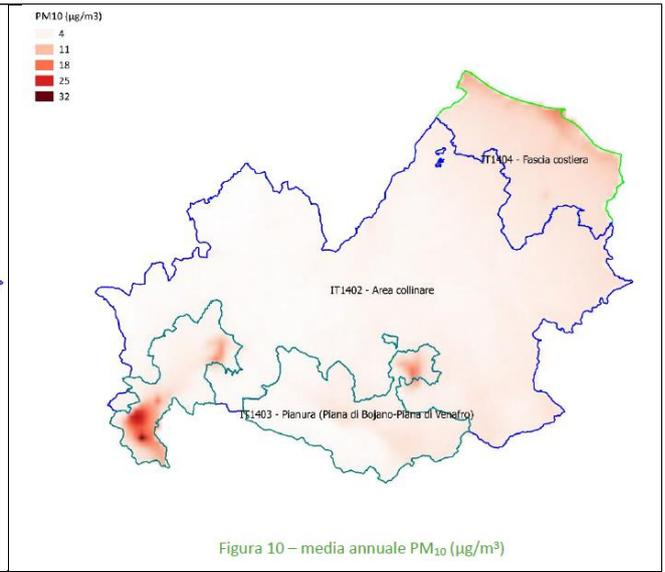 PM10 (µg/m3)
4
11
18
25
32
IT1404 - Fascia costiera
IT1402 - Area collinare
IT1403 - Pianura (Piana di Bojano-Piana di Venafro)
Figura 10 – media annuale PM₁₀ (µg/m³)